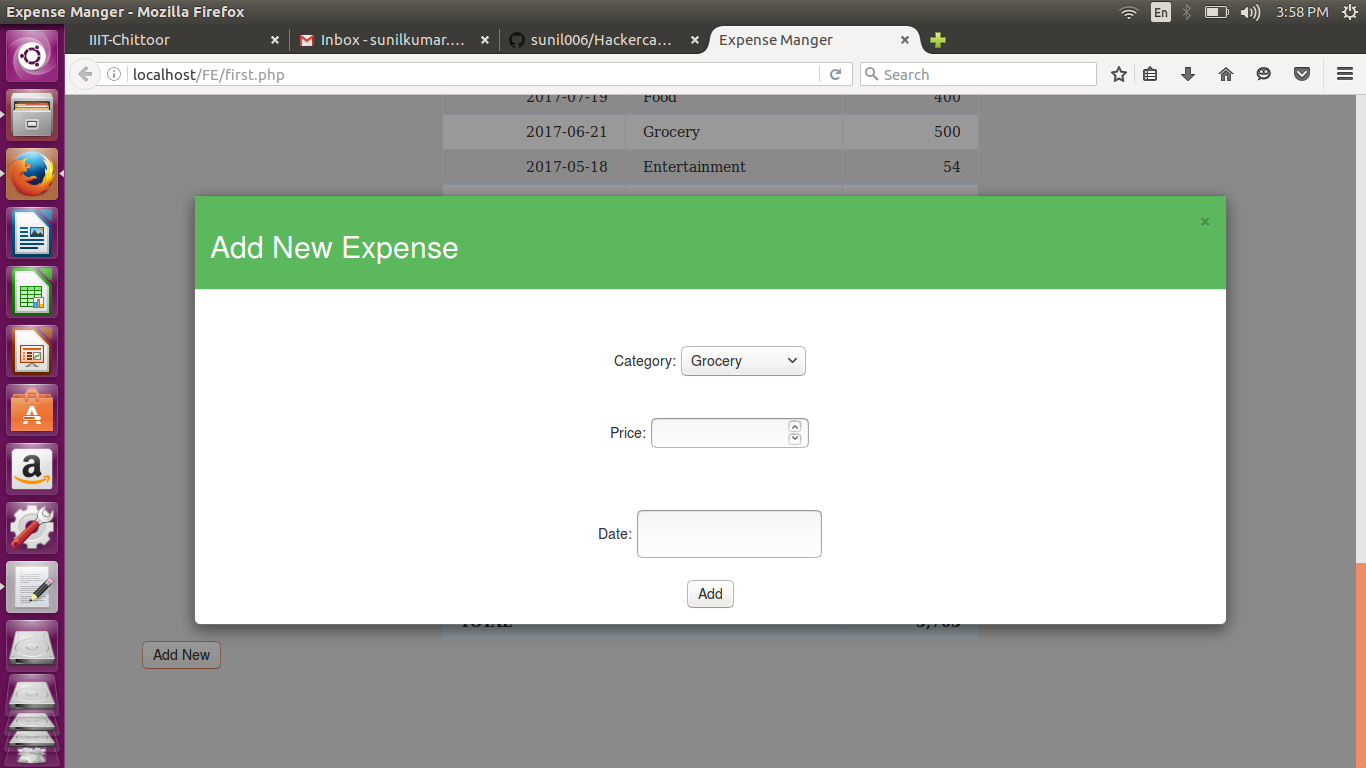 Expense Manger - Mozilla Firefox
En
3:58 PM
IIIT-Chittoor
Inbox - sunilkumar....
sunil006/Hackerca...
Expense Manger
localhost/FE/first.php
Search
2017-07-19 Food 400
2017-06-21 Grocery 500
2017-05-18 Entertainment 54
×
Add New Expense
Category: Grocery
Price:
Date:
Add
TOTAL
Add New